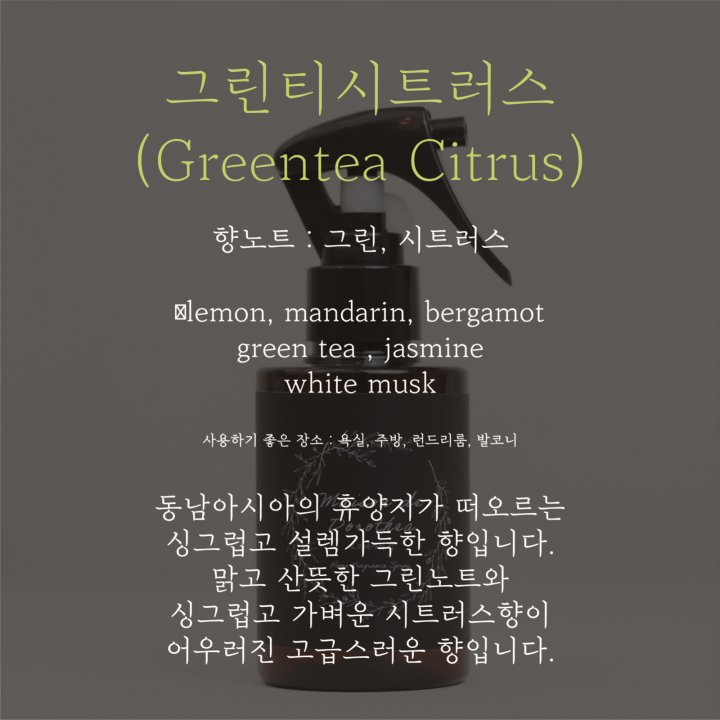 그린티시트러스
(Greentea Citrus)
향노트 : 그린, 시트러스
lemon, mandarin, bergamot
green tea , jasmine
white musk
사용하기 좋은 장소 : 욕실, 주방, 런드리룸, 발코니
동남아시아의 휴양지가 떠오르는
싱그럽고 설렘가득한 향입니다.
맑고 산뜻한 그린노트와
싱그럽고 가벼운 시트러스향이
어우러진 고급스러운 향입니다.